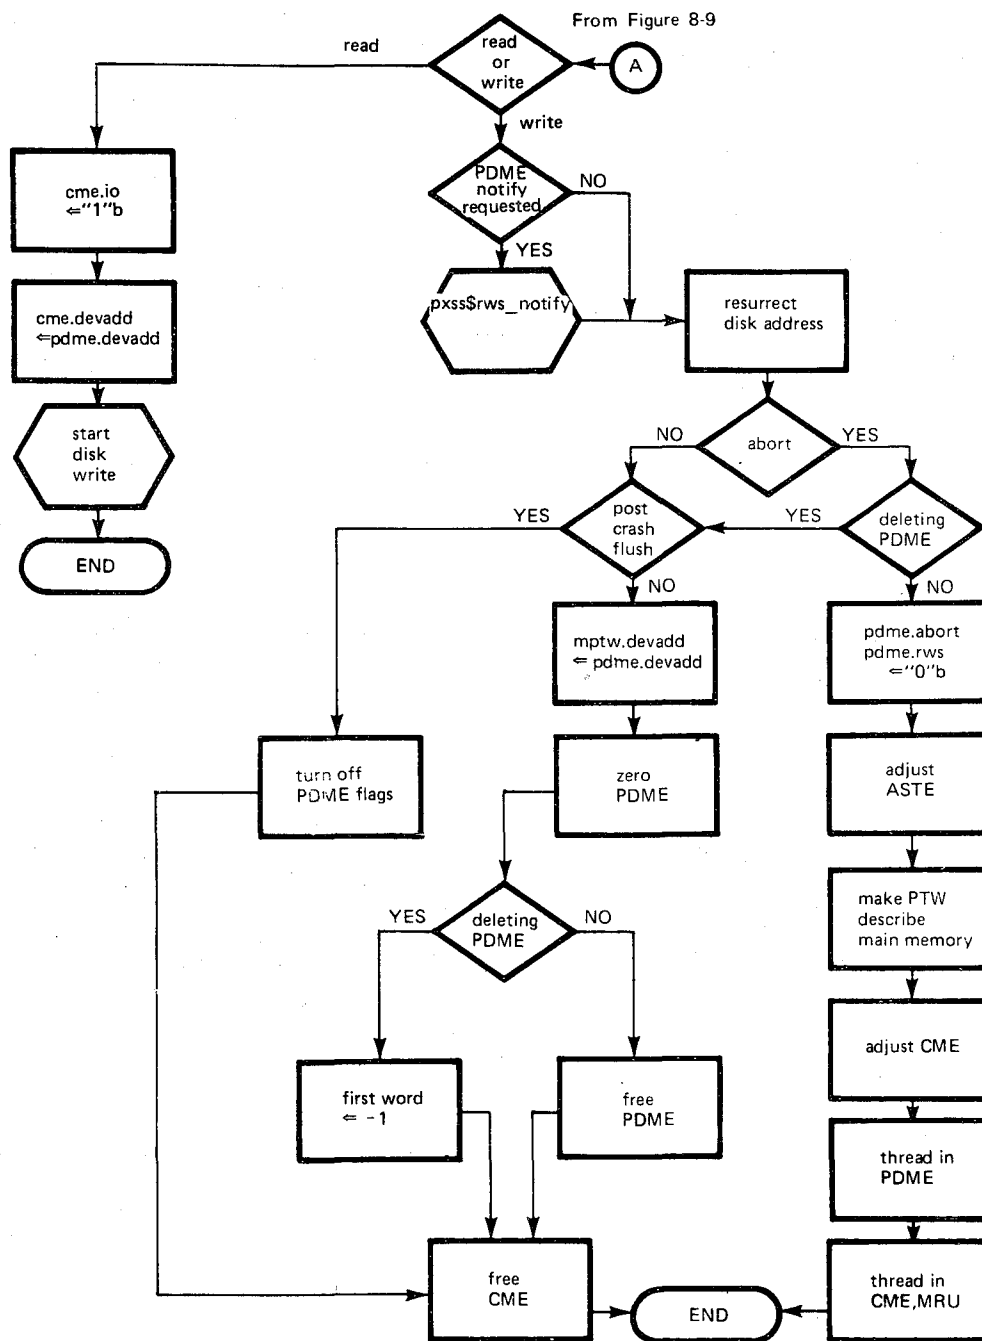 From Figure 8-9
read
or
write
A
read
write
PDME
notify
requested
NO
YES
cme.io
⇐"1"b
cme.devadd
⇐pdme.devadd
pxss$rws_notify
resurrect
disk address
start
disk
write
END
abort
NO
YES
post
crash
flush
YES
NO
deleting
PDME
YES
NO
mptw.devadd
⇐ pdme.devadd
pdme.abort
pdme.rws
⇐"0"b
turn off
PDME flags
zero
PDME
adjust
ASTE
deleting
PDME
YES
NO
make PTW
describe
main memory
first word
⇐ -1
free
PDME
adjust CME
thread in
PDME
free
CME
END
thread in
CME,MRU